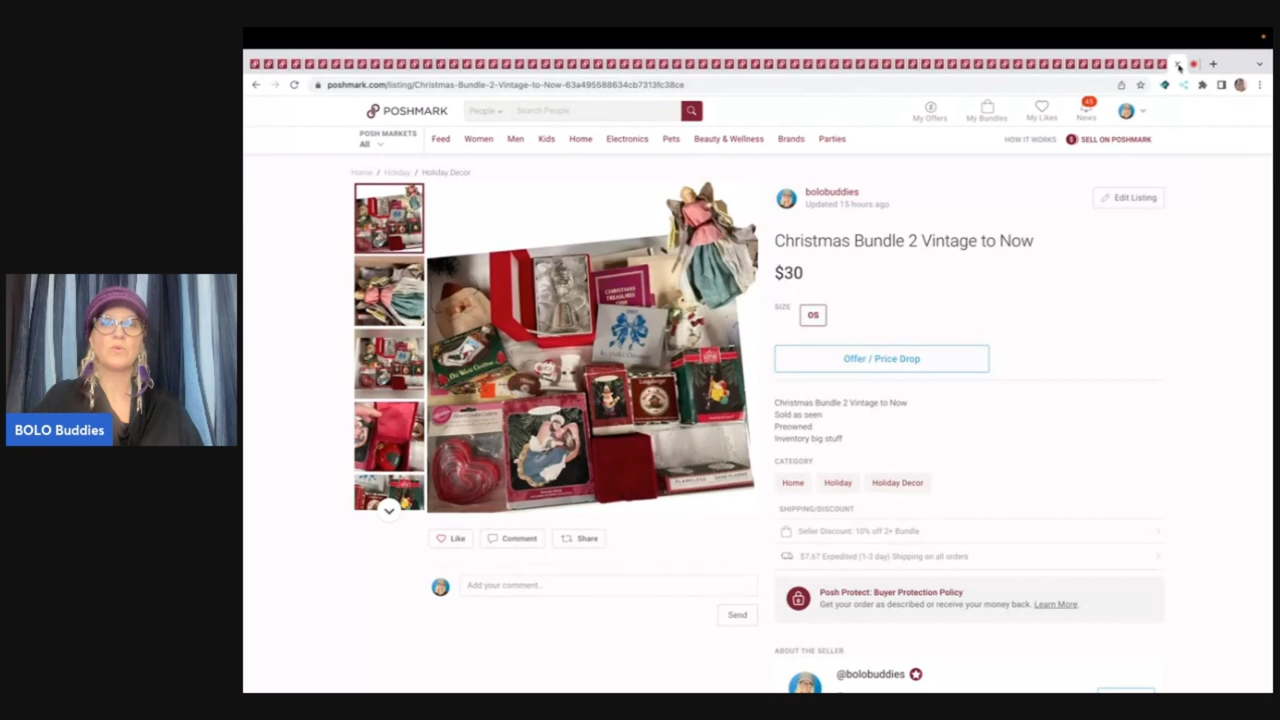 poshmark.com/listing/Christmas-Bundle-2-Vintage-to-Now-63a495588634cb7313fc38ce
POSHMARK
People
Search People
My Offers
My Bundles
My Likes
45
News
POSH MARKETS
All
Feed
Women
Men
Kids
Home
Electronics
Pets
Beauty & Wellness
Brands
Parties
HOW IT WORKS
SELL ON POSHMARK
Home / Holiday / Holiday Decor
bolobuddies
Updated 15 hours ago
Edit Listing
Christmas Bundle 2 Vintage to Now
$30
SIZE
OS
Offer / Price Drop
Christmas Bundle 2 Vintage to Now
Sold as seen
Preowned
Inventory big stuff
CATEGORY
Home
Holiday
Holiday Decor
SHIPPING/DISCOUNT
Seller Discount: 10% off 2+ Bundle
$7.67 Expedited (1-3 day) Shipping on all orders
Posh Protect: Buyer Protection Policy
Get your order as described or receive your money back. Learn More.
ABOUT THE SELLER
@bolobuddies
CHRISTMAS
TREASURES
Wilton
Like
Comment
Share
Add your comment..
Send
BOLO Buddies